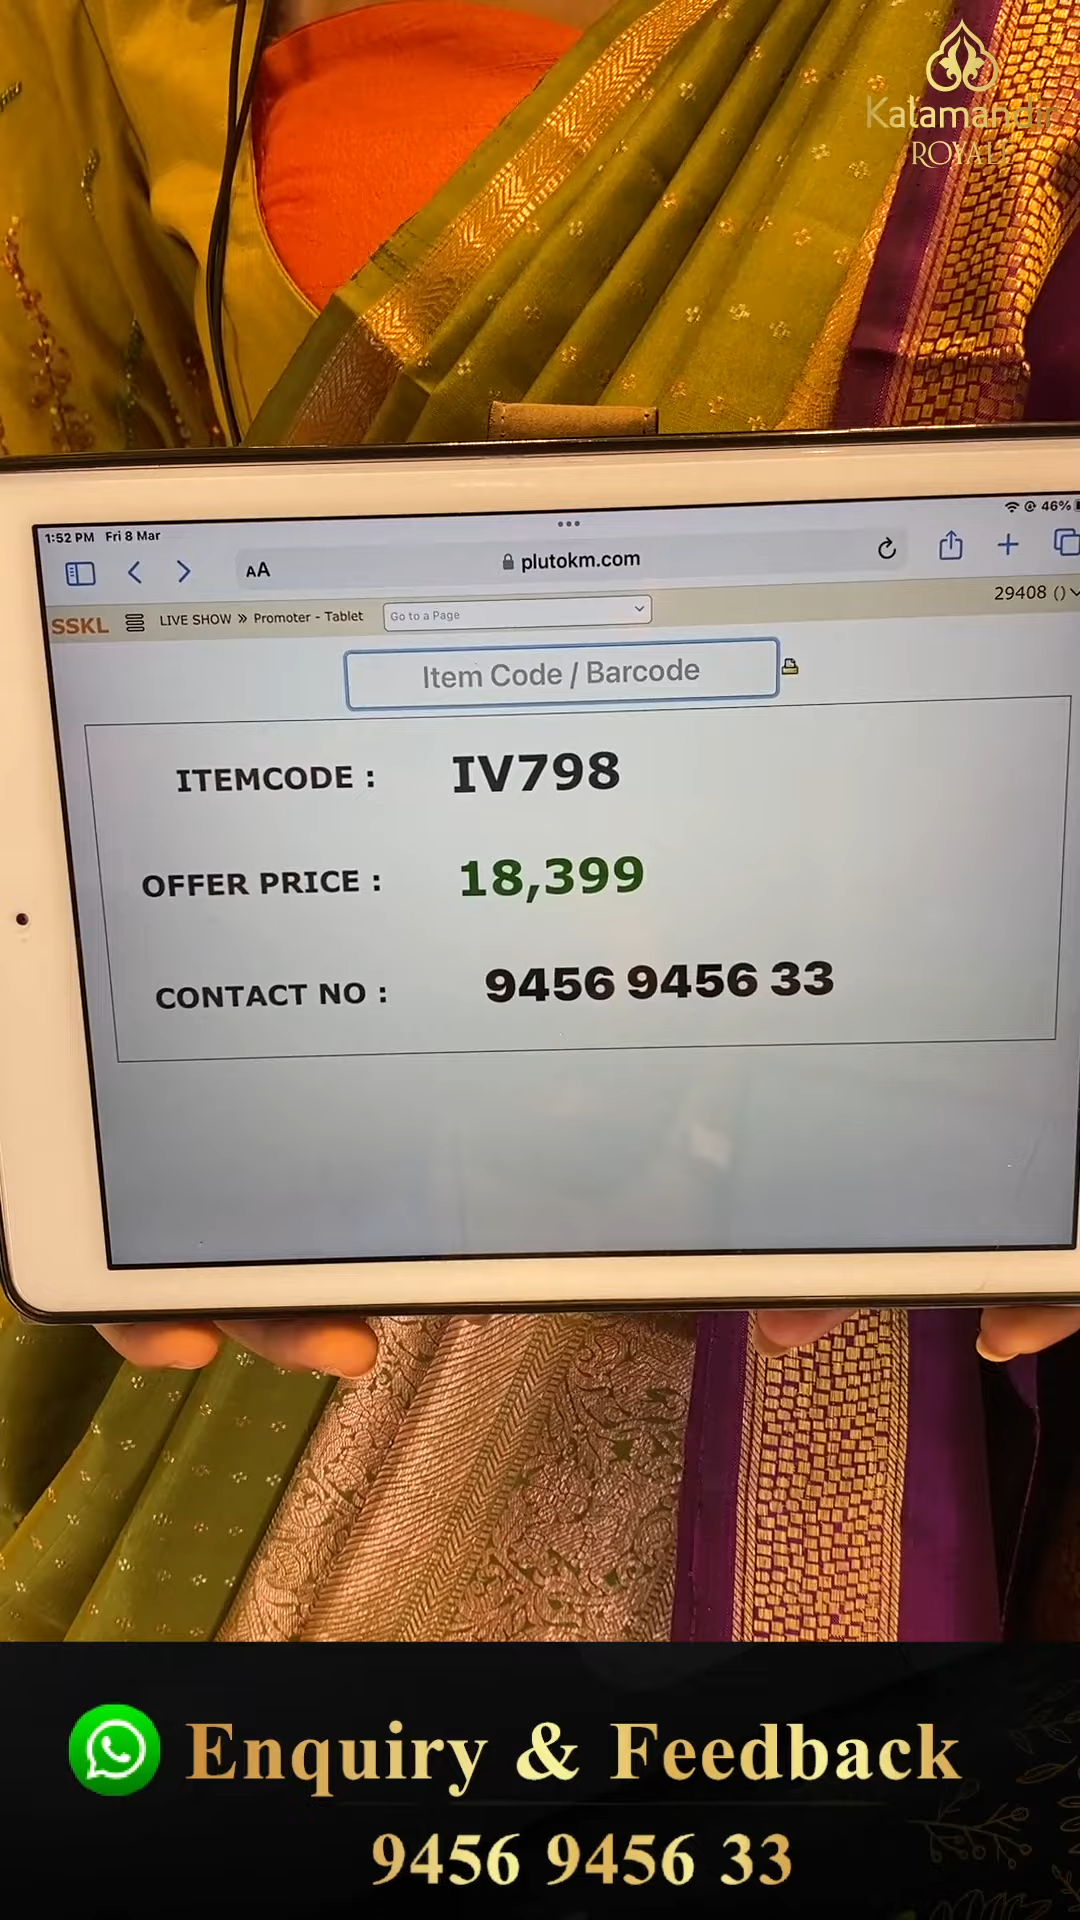 Kalamandir
ROYALE
1:52 PM Fri 8 Mar
46%
AA
plutokm.com
SSKL
LIVE SHOW » Promoter - Tablet
Go to a Page
29408 ()
Item Code / Barcode
ITEMCODE : IV798
OFFER PRICE : 18,399
CONTACT NO : 9456 9456 33
Enquiry & Feedback
9456 9456 33